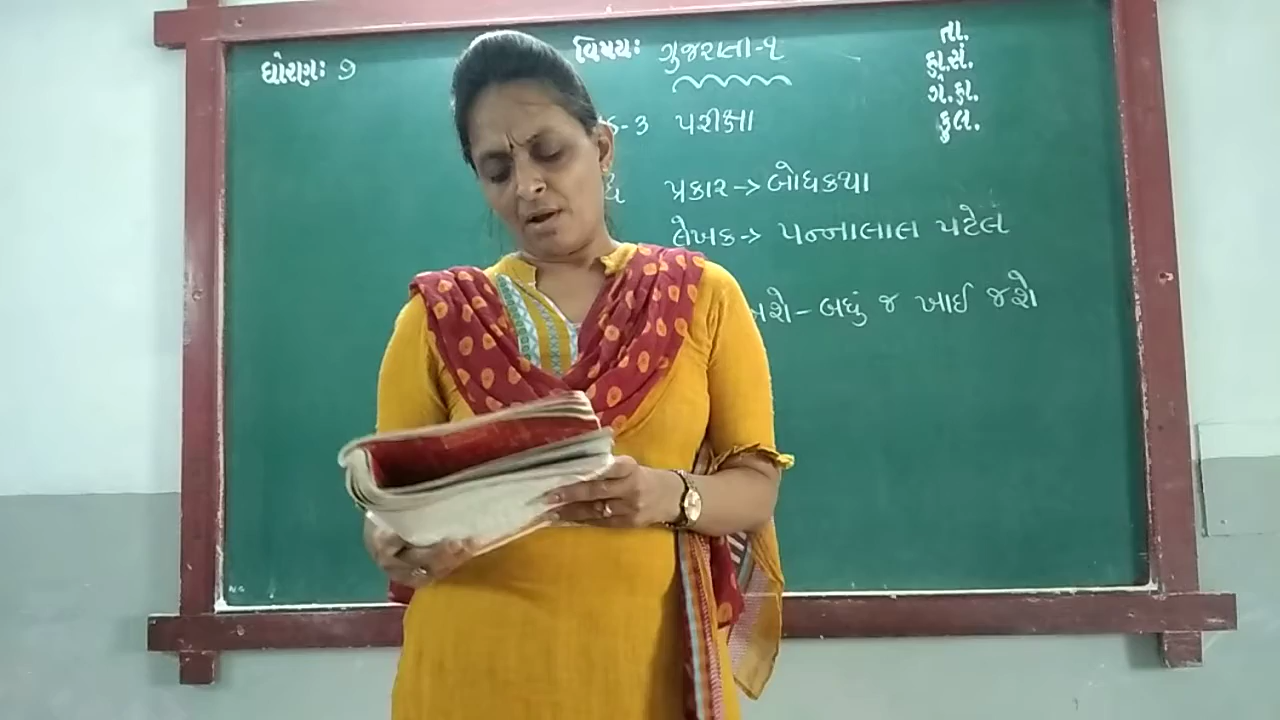 ધોરણઃ ૭
વિષયઃ ગુજરાતી-૧
તા.
ક્રા.સં.
ગે.કા.
કુલ.
-૩ પરીક્ષા
પ્રકાર → બોધકથા
લેખક → પન્નાલાલ પટેલ
- બધું જ ખાઈ જશે